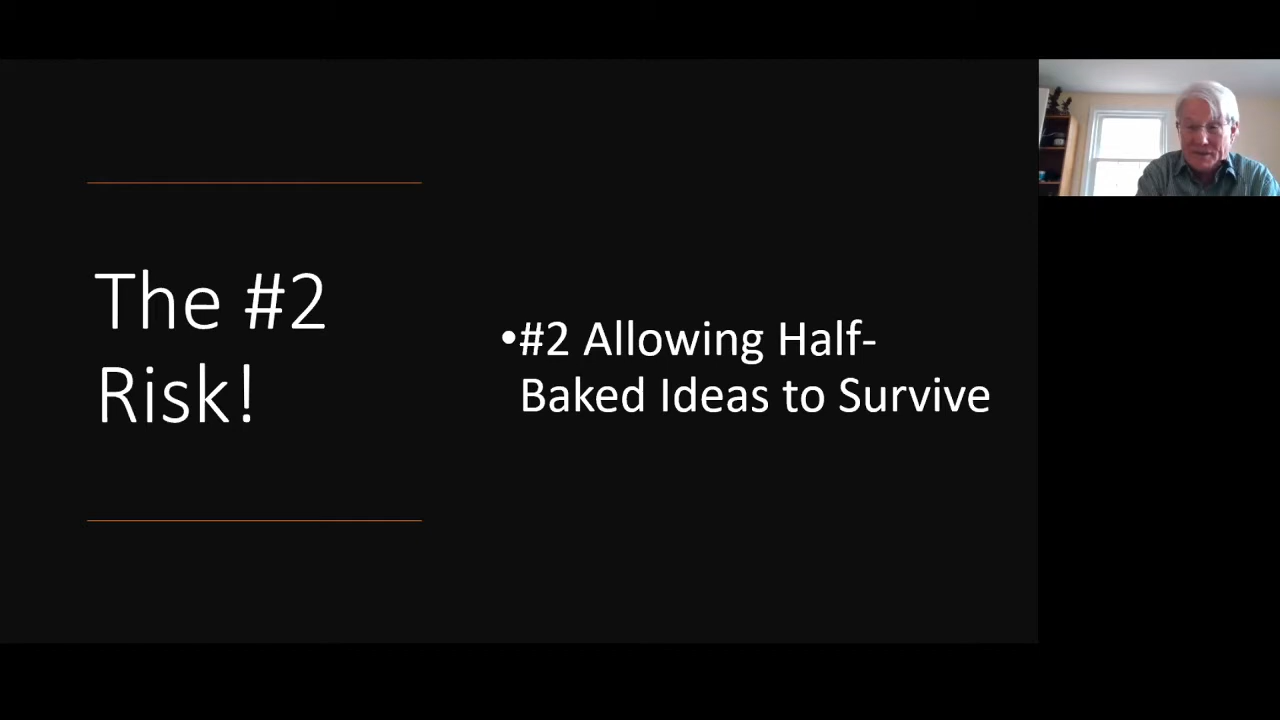 The #2
Risk!
•#2 Allowing Half-
Baked Ideas to Survive